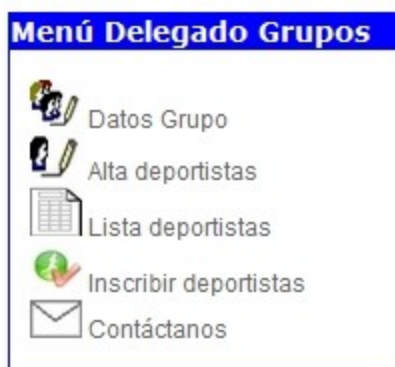 Menú Delegado Grupos
Datos Grupo
Alta deportistas
Lista deportistas
Inscribir deportistas
Contáctanos